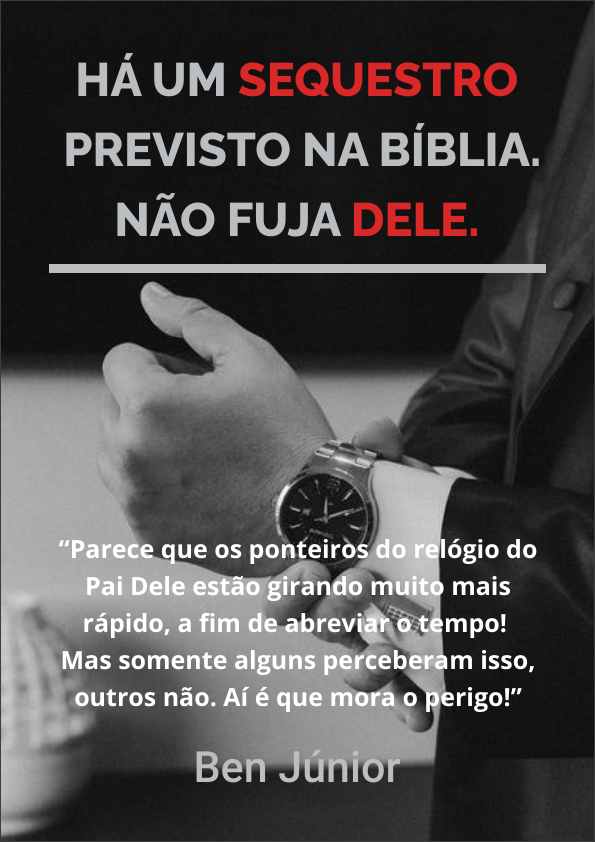 HÁ UM SEQUESTRO
PREVISTO NA BÍBLIA.
NÃO FUJA DELE.
“Parece que os ponteiros do relógio do
Pai Dele estão girando muito mais
rápido, a fim de abreviar o tempo!
Mas somente alguns perceberam isso,
outros não. Aí é que mora o perigo!”
Ben Júnior